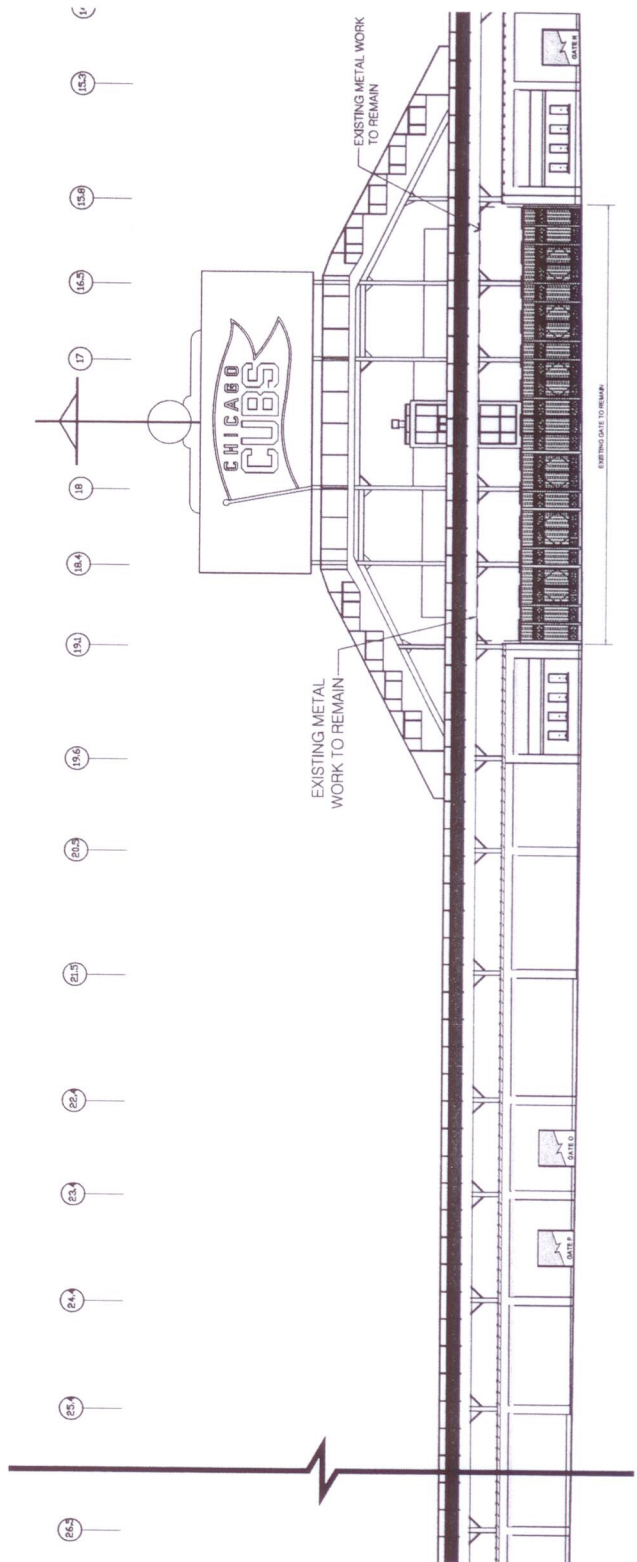 26.5
25.4
24.4
23.4
22.4
21.5
20.5
19.6
19.1
18.4
18
17
16.5
15.8
15.3
CHICAGO
CUBS
EXISTING METAL
WORK TO REMAIN
EXISTING METAL WORK
TO REMAIN
GATE P
GATE O
GATE
EXISTING GATE TO REMAIN